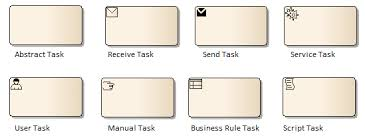 Abstract Task
Receive Task
Send Task
Service Task
User Task
Manual Task
Business Rule Task
Script Task